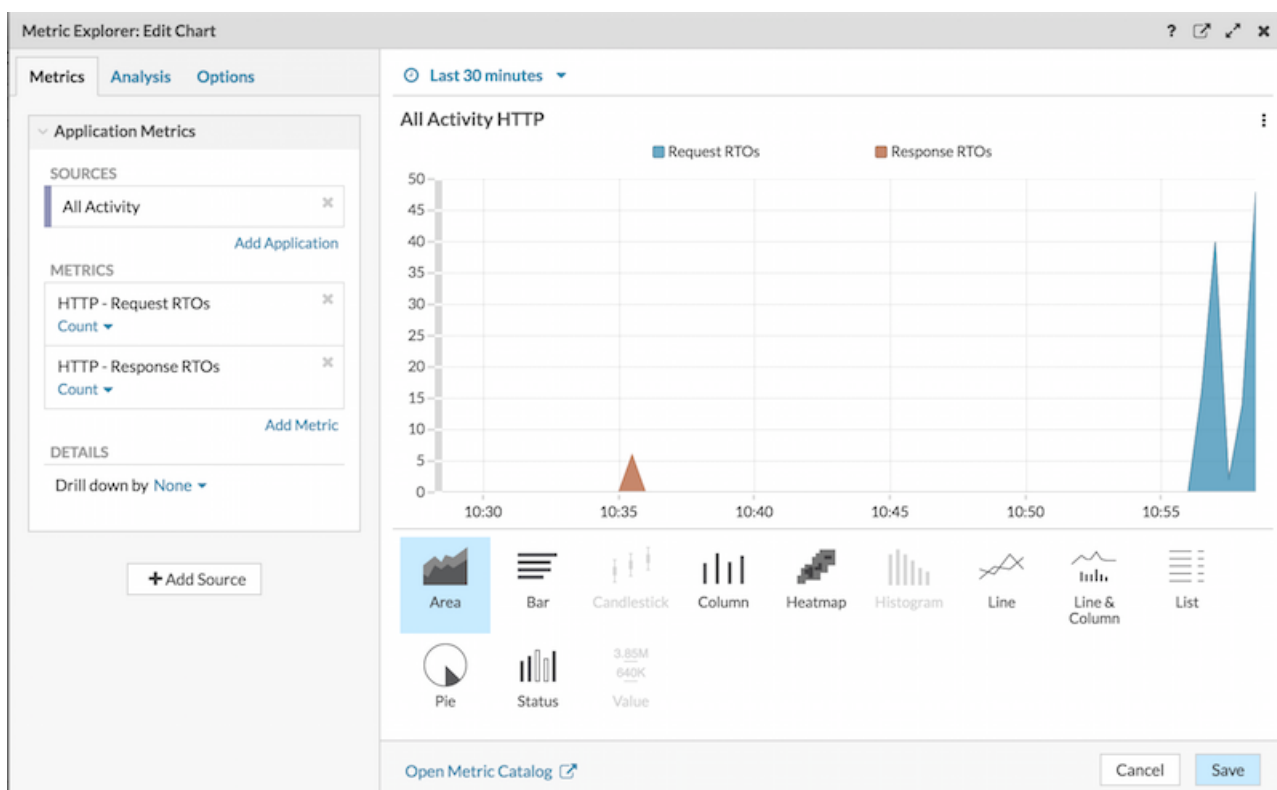 Metric Explorer: Edit Chart
?
Metrics Analysis Options
Application Metrics
SOURCES
All Activity
Add Application
METRICS
HTTP - Request RTOs
Count
HTTP - Response RTOs
Count
Add Metric
DETAILS
Drill down by None
+ Add Source
Last 30 minutes
All Activity HTTP
Request RTOs Response RTOs
50
45
40
35
30
25
20
15
10
5
0
10:30 10:35 10:40 10:45 10:50 10:55
Area Bar Candlestick Column Heatmap Histogram Line Line & List
Column
3.85M
640K
Pie Status Value
Open Metric Catalog
Cancel Save